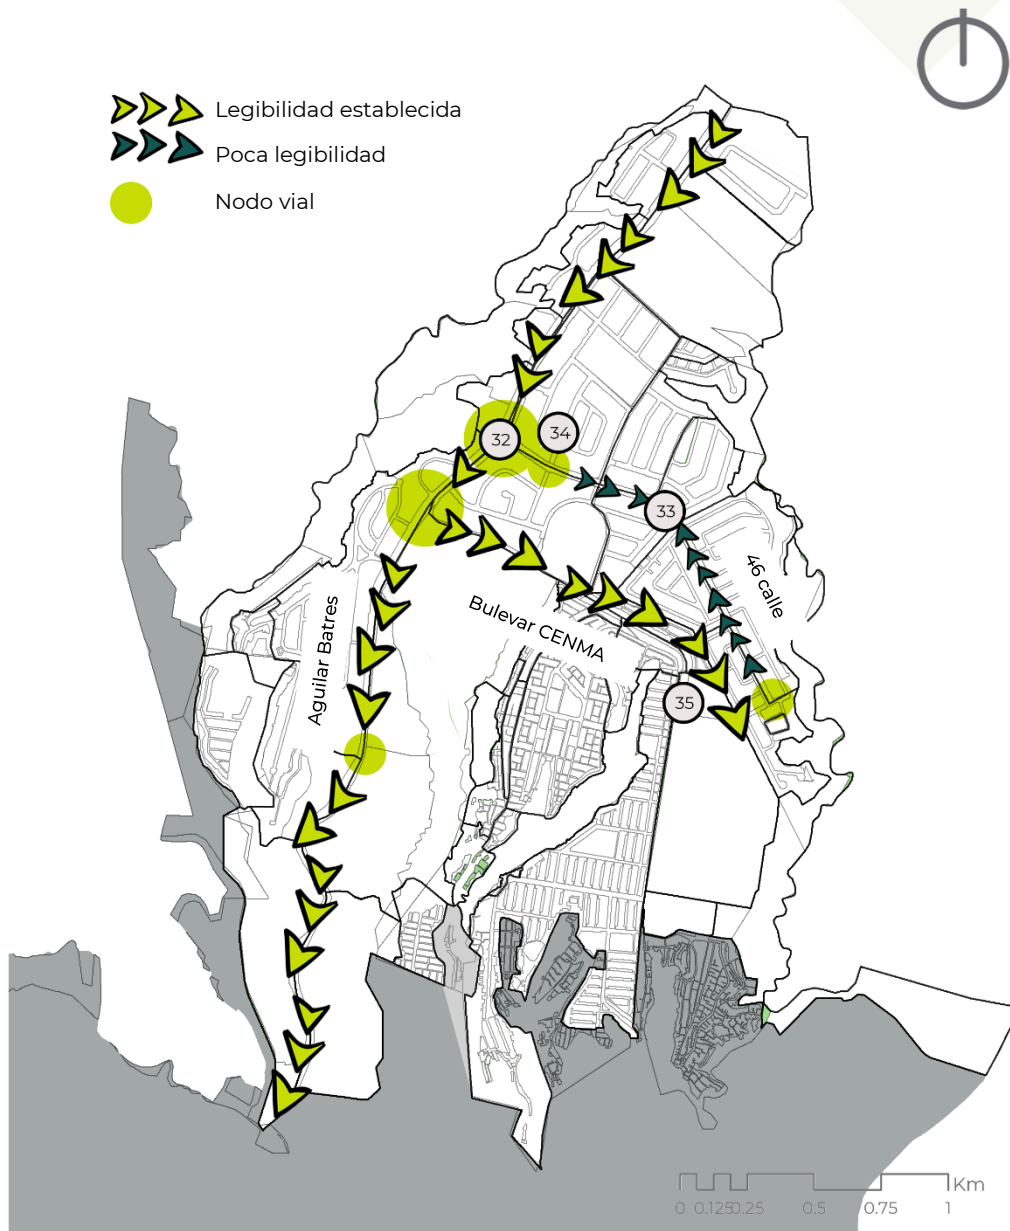 Legibilidad establecida
Poca legibilidad
Nodo vial
32
34
33
46 calle
Bulevar CENMA
Aguilar Batres
35
Km
0 0.125 0.25 0.5 0.75 1